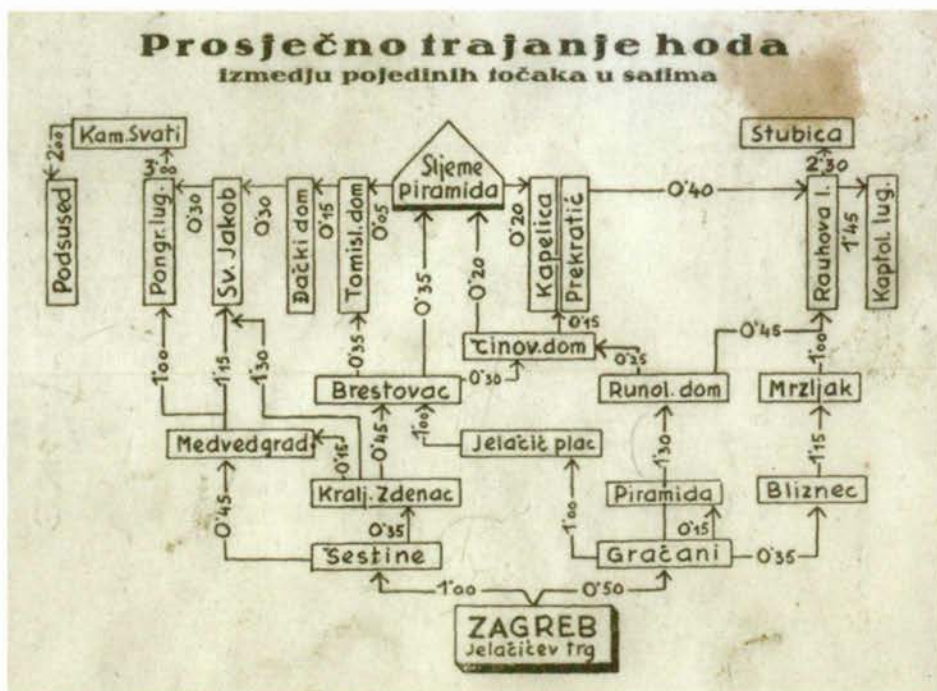 Prosječno trajanje hoda
izmedju pojedinih točaka u satima
Kam. Svati
Stubica
2˙00
3˙00
2˙30
Sljeme
piramida
Podsused
Pongr. lug.
0˙30
Sv. Jakob
0˙30
Đački dom
0˙15
Tomisl. dom
0˙05
0˙35
0˙20
0˙20
Kapelica
Prekratić
0˙40
Rauhova l.
1˙45
Kaptol. lug.
0˙35
0˙15
0˙45
1˙00
1˙15
1˙30
Činov. dom
0˙25
1˙00
Brestovac
0˙30
Runol. dom
Mrzljak
Medvedgrad
0˙15
0˙45
1˙00
Jelačić plac
1˙30
1˙15
Kralj. Zdenac
Piramida
Bliznec
0˙45
0˙35
1˙00
0˙15
Šestine
Gračani
0˙35
1˙00
0˙50
ZAGREB
Jelačićev trg